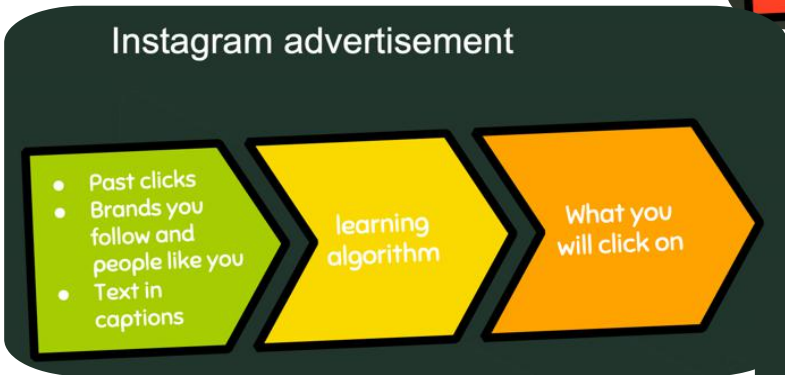 Instagram advertisement
● Past clicks
● Brands you
follow and
people like you
● Text in
captions
learning
algorithm
What you
will click on